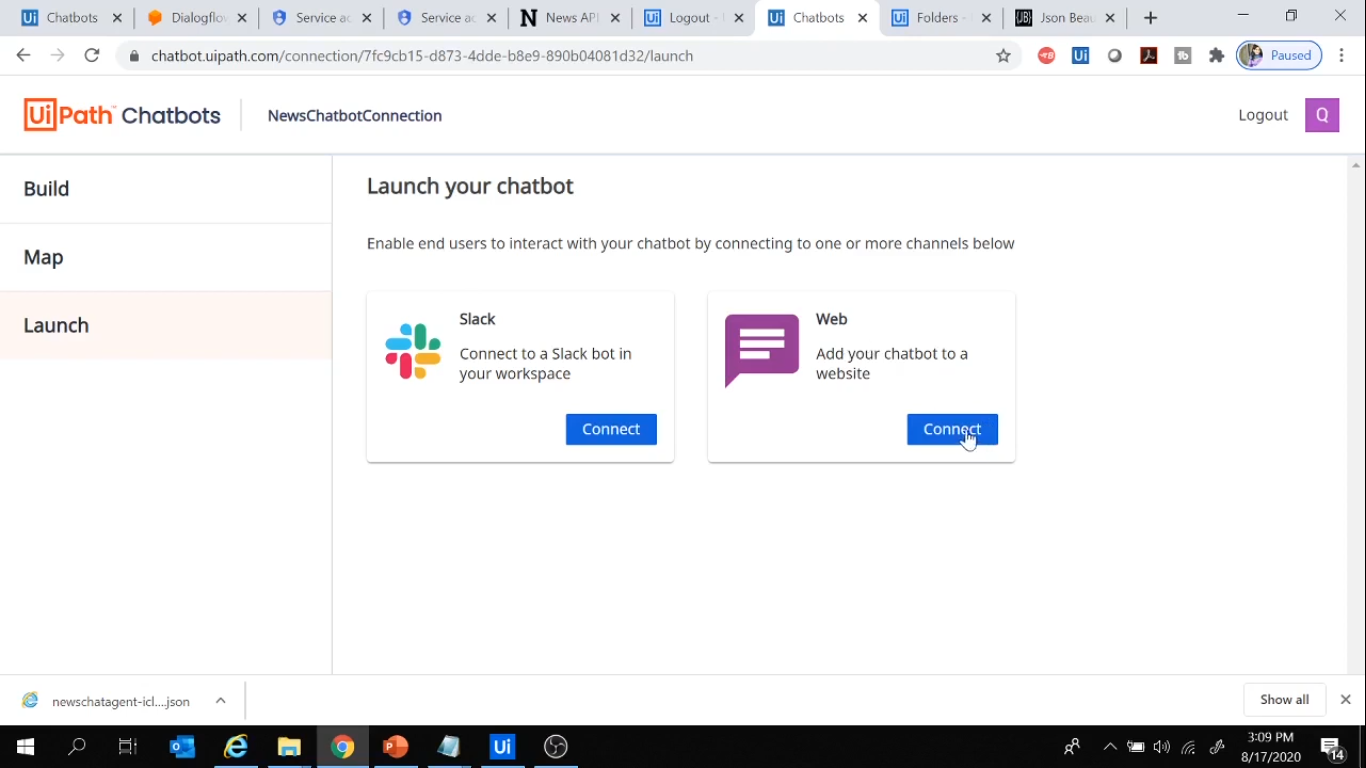 Chatbots
Dialogflo
Service ac
Service ac
N News API
Logout -
Chatbots
Folders -
Json Beau
chatbot.uipath.com/connection/7fc9cb15-d873-4dde-b8e9-890b04081d32/launch
Paused
UiPath™ Chatbots
NewsChatbotConnection
Logout
Q
Build
Map
Launch
Launch your chatbot
Enable end users to interact with your chatbot by connecting to one or more channels below
Slack
Connect to a Slack bot in
your workspace
Connect
Web
Add your chatbot to a
website
Connect
newschatagent-icl....json
Show all
Ui
3:09 PM
8/17/2020
14